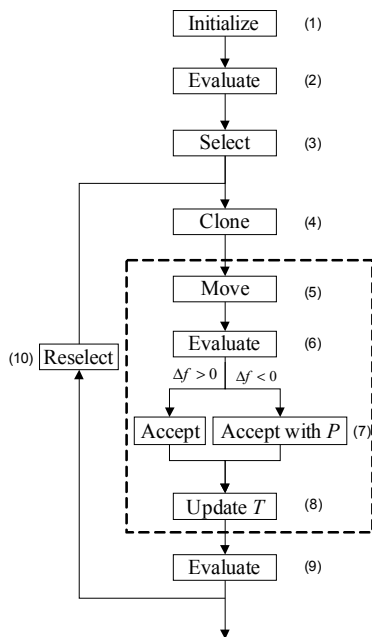 Initialize (1)
Evaluate (2)
Select (3)
Clone (4)
Move (5)
Evaluate (6)
(10) Reselect
Δf > 0 Δf < 0
Accept Accept with P (7)
Update T (8)
Evaluate (9)